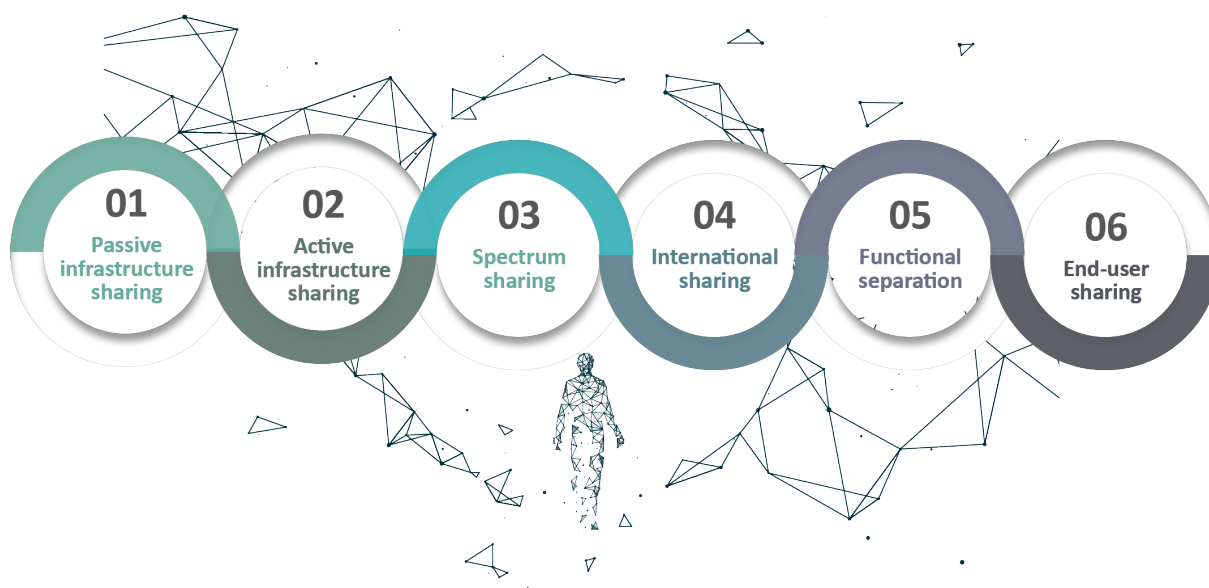 01
Passive
infrastructure
sharing
02
Active
infrastructure
sharing
03
Spectrum
sharing
04
International
sharing
05
Functional
separation
06
End-user
sharing